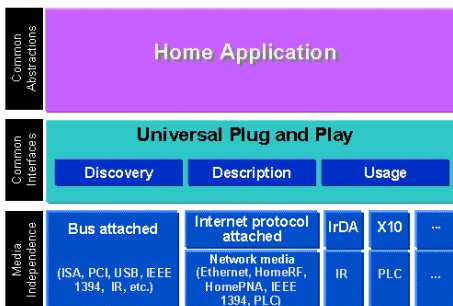 Common
Abstractions
Home Application
Common
Interfaces
Universal Plug and Play
Discovery
Description
Usage
Media
Independence
Bus attached
(ISA, PCI, USB, IEEE
1394, IR, etc.)
Internet protocol
attached
Network media
(Ethernet, HomeRF,
HomePNA, IEEE
1394, PLC)
IrDA
IR
X10
PLC
...
...